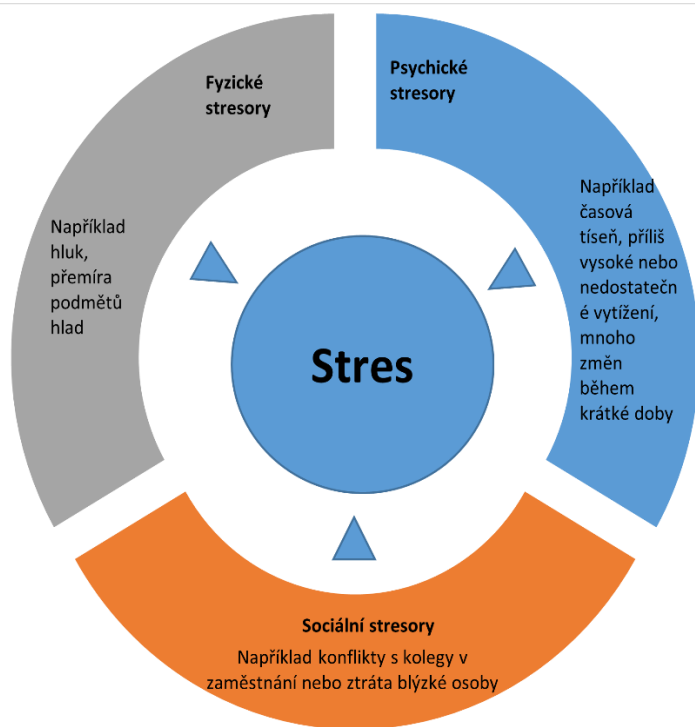 Fyzické
stresory
Například
hluk,
přemíra
podmětů
hlad
Psychické
stresory
Například
časová
tíseň, příliš
vysoké nebo
nedostatečn
é vytížení,
mnoho
změn
během
krátké doby
Stres
Sociální stresory
Například konflikty s kolegy v
zaměstnání nebo ztráta blýzké osoby